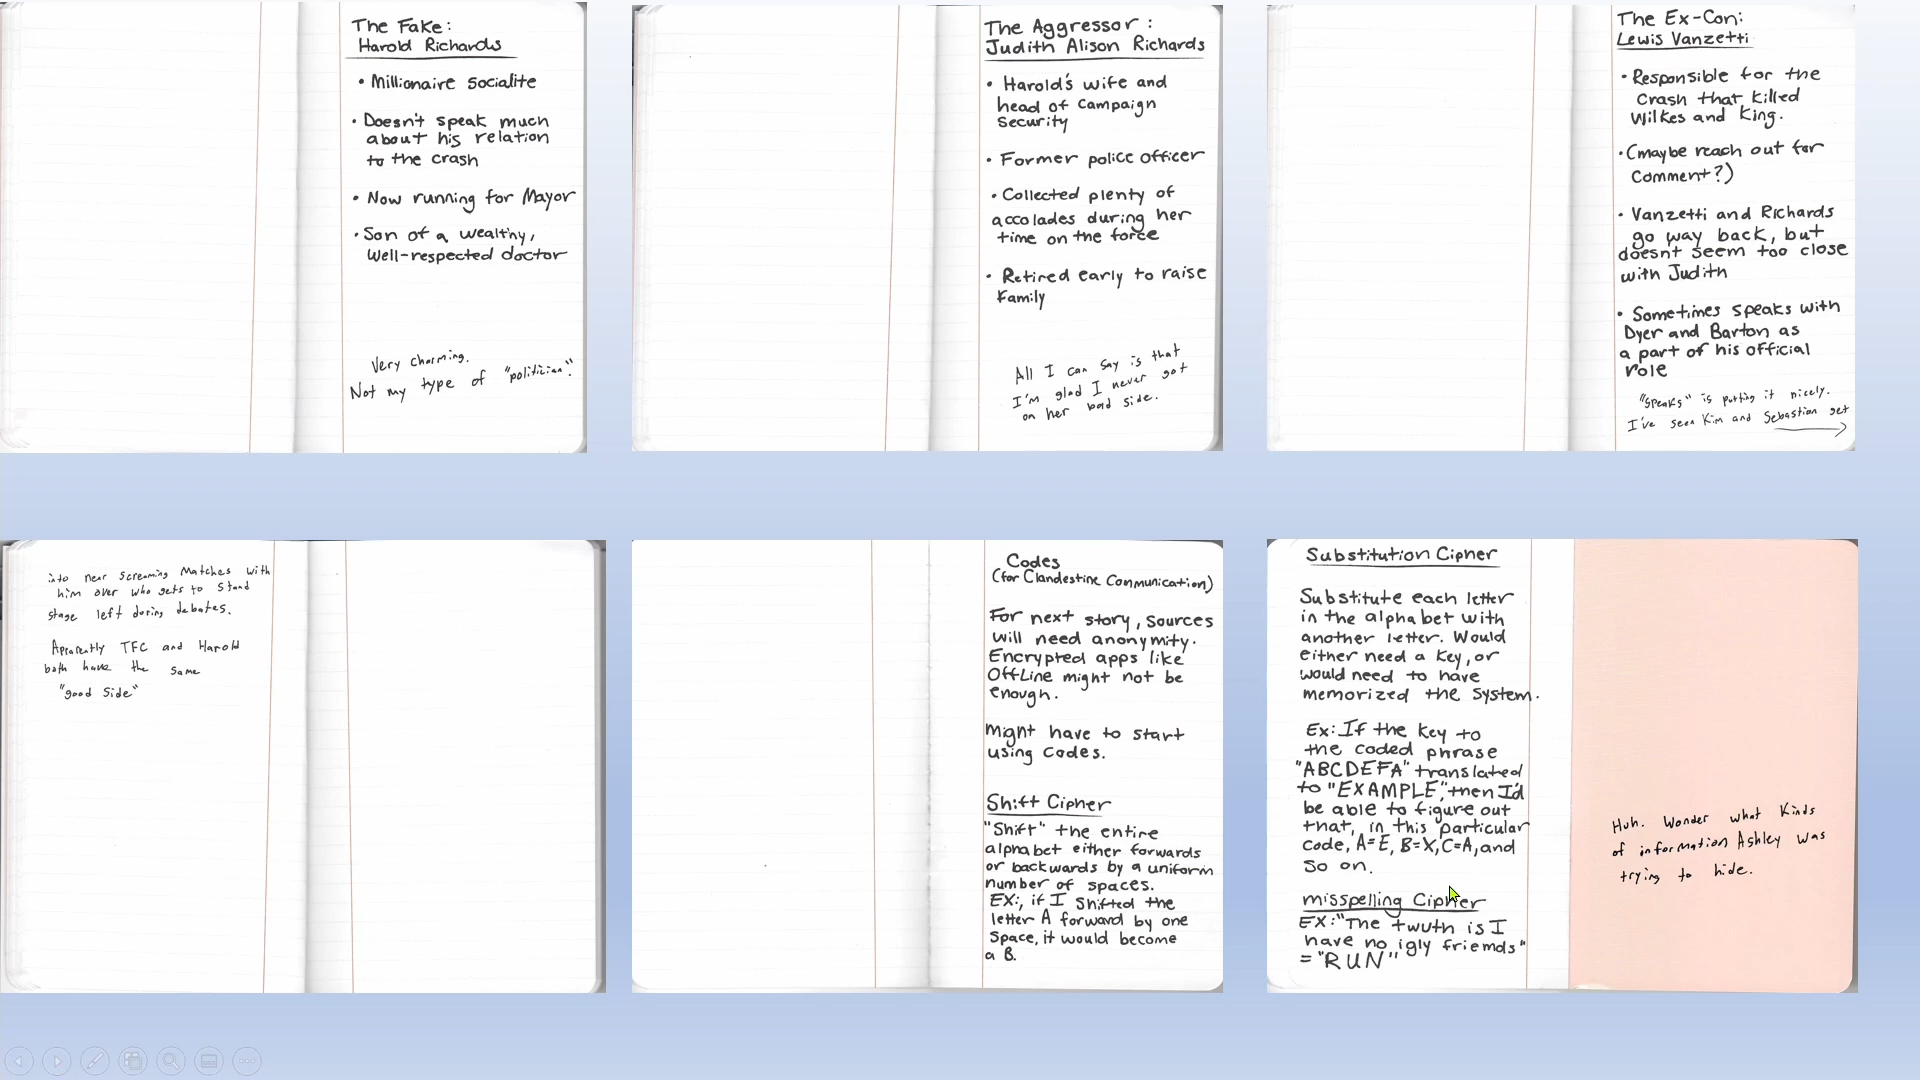 The Fake:
Harold Richards
• Millionaire socialite
• Doesn't speak much
about his relation
to the crash
• Now running for Mayor
• Son of a wealthy,
well-respected doctor
Very charming.
Not my type of "politician".
The Aggressor:
Judith Alison Richards
• Harold's wife and
head of campaign
security
• Former police officer
• Collected plenty of
accolades during her
time on the force
• Retired early to raise
family
All I can say is that
I'm glad I never got
on her bad side.
The Ex-Con:
Lewis Vanzetti
• Responsible for the
crash that killed
Wilkes and King.
• (maybe reach out for
comment?)
• Vanzetti and Richards
go way back, but
doesn't seem too close
with Judith
• Sometimes speaks with
Dyer and Barton as
a part of his official
role
"Speaks" is putting it nicely.
I've seen Kim and Sebastian get
into near screaming matches with
him over who gets to stand
stage left during debates.
Apparently TFC and Harold
both have the same
"good side"
Codes
(for Clandestine Communication)
For next story, sources
will need anonymity.
Encrypted apps like
OffLine might not be
enough.
Might have to start
using codes.
Shift Cipher
"Shift" the entire
alphabet either forwards
or backwards by a uniform
number of spaces.
EX:, if I shifted the
letter A forward by one
space, it would become
a B.
Substitution Cipher
Substitute each letter
in the alphabet with
another letter. Would
either need a key, or
would need to have
memorized the system.
Ex: If the key to
the coded phrase
"ABCDEFA" translated
to "EXAMPLE," then I'd
be able to figure out
that, in this particular
code, A=E, B=X, C=A, and
so on.
misspelling Cipher
EX: "The twuth is I
have no igly friemds"
= "RUN"
Huh. Wonder what kinds
of information Ashley was
trying to hide.